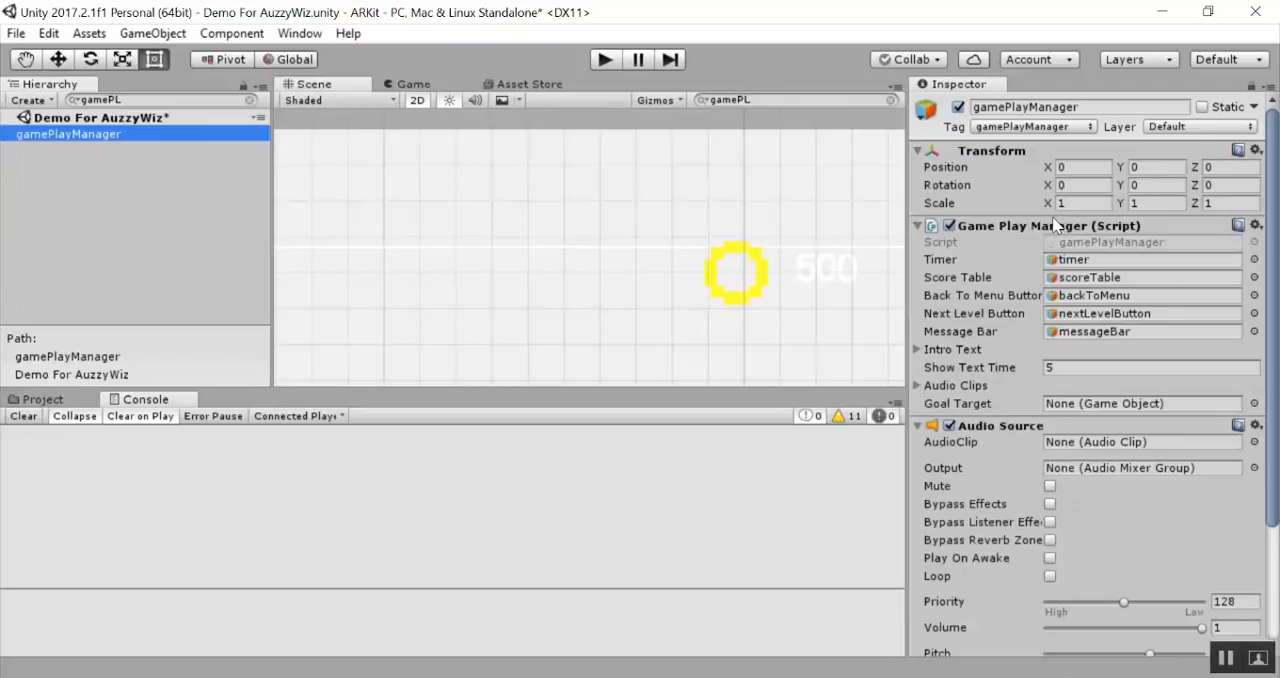 Unity 2017.2.1f1 Personal (64bit) - Demo For AuzzyWiz.unity - ARKit - PC, Mac & Linux Standalone* <DX11>
File Edit Assets GameObject Component Window Help
Pivot Global Collab Account Layers Default
Hierarchy
Create gamePL
Demo For AuzzyWiz*
gamePlayManager
Path:
gamePlayManager
Demo For AuzzyWiz
Scene Game Asset Store
Shaded 2D Gizmos gamePL
500
Project Console
Clear Collapse Clear on Play Error Pause Connected Playe 0 11 0
Inspector
gamePlayManager Static
Tag gamePlayManager Layer Default
Transform
Position X 0 Y 0 Z 0
Rotation X 0 Y 0 Z 0
Scale X 1 Y 1 Z 1
Game Play Manager (Script)
Script gamePlayManager
Timer timer
Score Table scoreTable
Back To Menu Buttor backToMenu
Next Level Button nextLevelButton
Message Bar messageBar
Intro Text
Show Text Time 5
Audio Clips
Goal Target None (Game Object)
Audio Source
AudioClip None (Audio Clip)
Output None (Audio Mixer Group)
Mute
Bypass Effects
Bypass Listener Effe
Bypass Reverb Zone
Play On Awake
Loop
Priority 128
High Low
Volume 1
Pitch